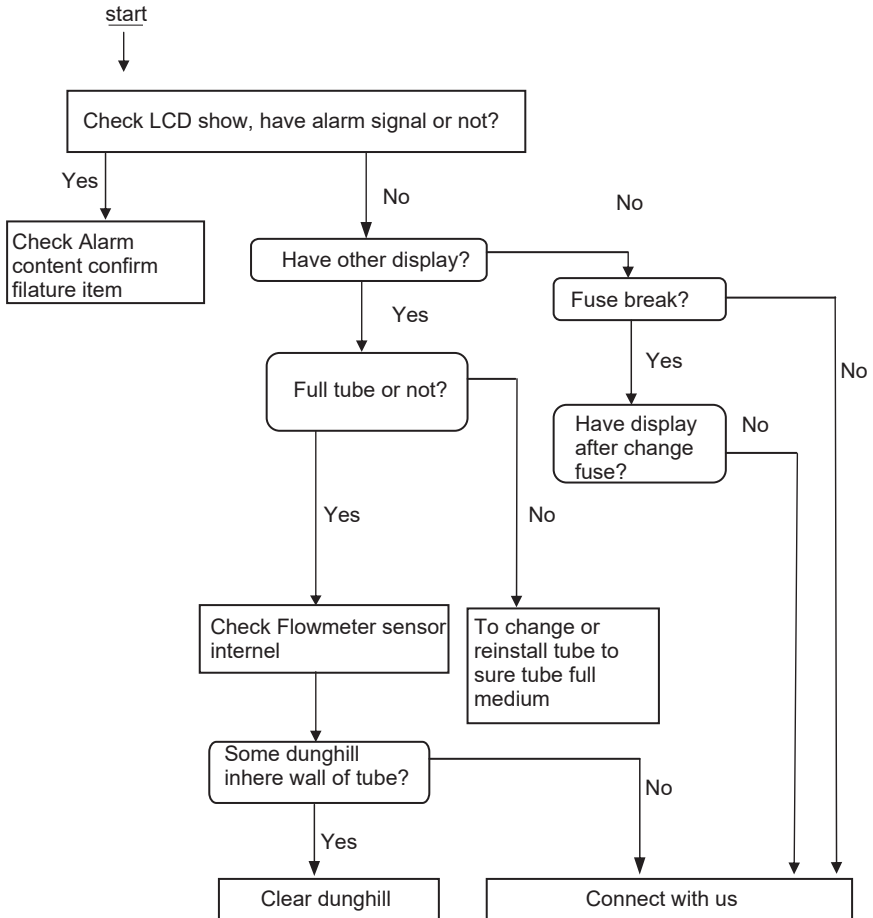 start
Check LCD show, have alarm signal or not?
Yes
No
No
Check Alarm
content confirm
filature item
Have other display?
Fuse break?
Yes
Yes
No
Full tube or not?
Have display
after change
fuse?
No
Yes
No
Check Flowmeter sensor
internel
To change or
reinstall tube to
sure tube full
medium
Some dunghill
inhere wall of tube?
No
Yes
Clear dunghill
Connect with us